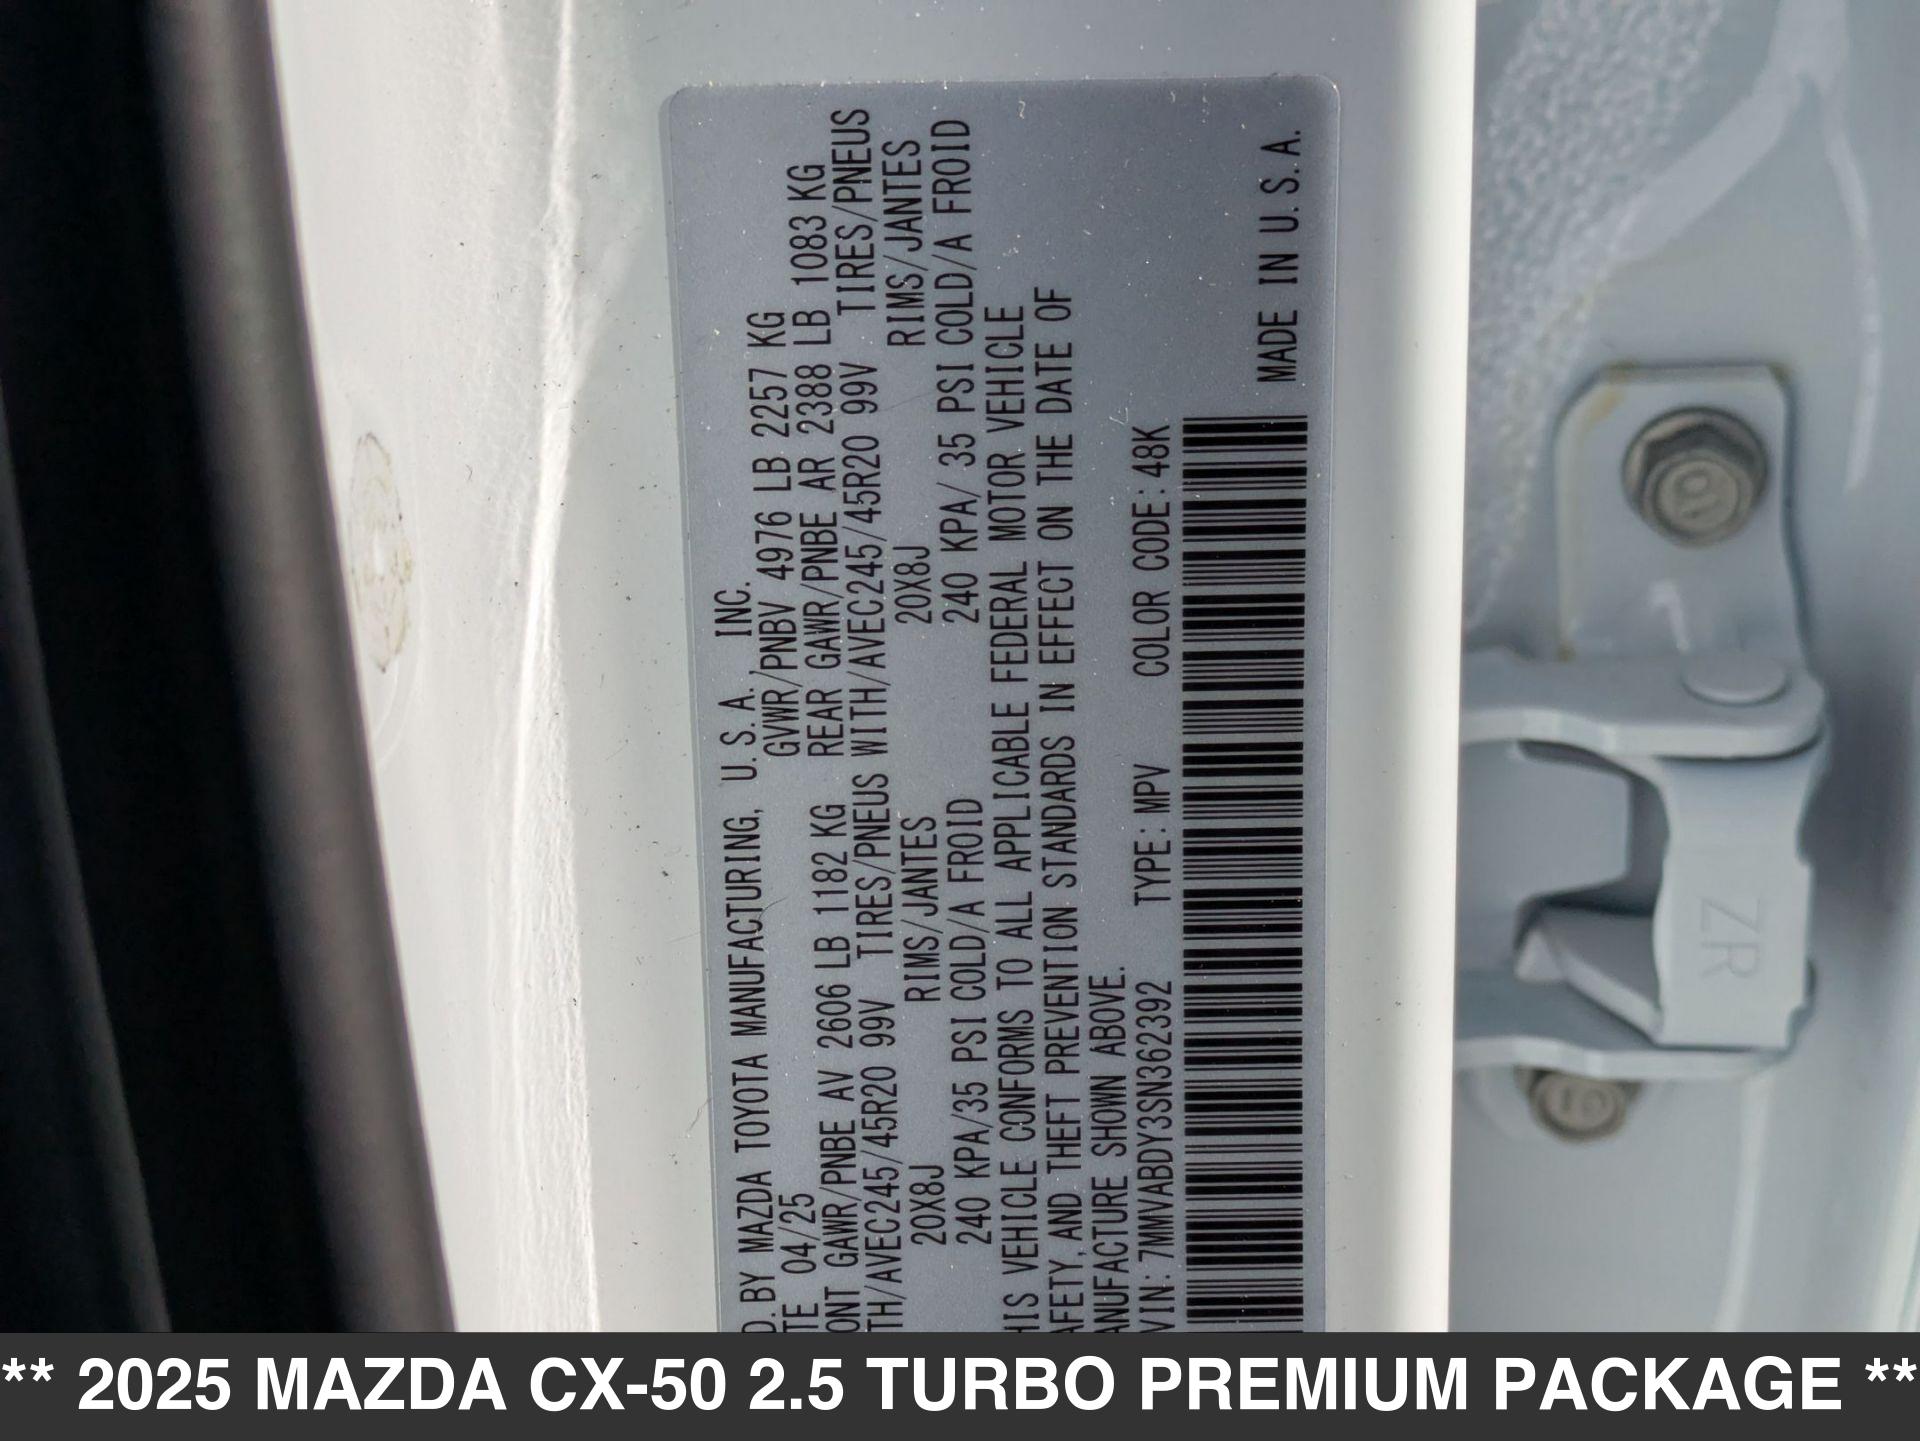 D. BY MAZDA TOYOTA MANUFACTURING, U.S.A., INC.
TE 04/25 GVWR/PNBV 4976 LB 2257 KG
ONT GAWR/PNBE AV 2606 LB 1182 KG REAR GAWR/PNBE AR 2388 LB 1083 KG
TH/AVEC245/45R20 99V TIRES/PNEUS WITH/AVEC245/45R20 99V TIRES/PNEUS
20X8J RIMS/JANTES 20X8J RIMS/JANTES
240 KPA/35 PSI COLD/A FROID 240 KPA/ 35 PSI COLD/A FROID
HIS VEHICLE CONFORMS TO ALL APPLICABLE FEDERAL MOTOR VEHICLE
AFETY, AND THEFT PREVENTION STANDARDS IN EFFECT ON THE DATE OF
ANUFACTURE SHOWN ABOVE.
VIN: 7MMVABDY3SN362392 TYPE: MPV COLOR CODE: 48K
MADE IN U.S.A.
ZR
** 2025 MAZDA CX-50 2.5 TURBO PREMIUM PACKAGE **